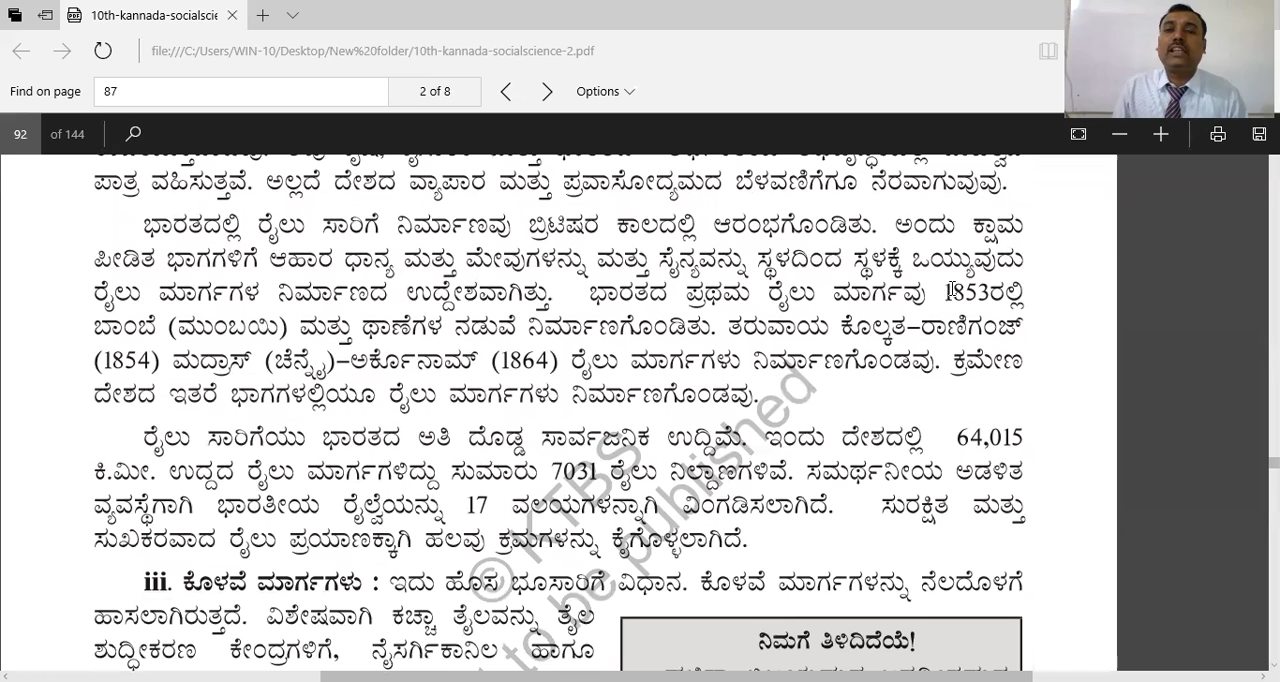 10th-kannada-socialscie
file:///C:/Users/WIN-10/Desktop/New%20folder/10th-kannada-socialscience-2.pdf
Find on page 87 2 of 8 Options
92 of 144
ಪಾತ್ರ ವಹಿಸುತ್ತವೆ. ಅಲ್ಲದೆ ದೇಶದ ವ್ಯಾಪಾರ ಮತ್ತು ಪ್ರವಾಸೋದ್ಯಮದ ಬೆಳವಣಿಗೆಗೂ ನೆರವಾಗುವುವು.
ಭಾರತದಲ್ಲಿ ರೈಲು ಸಾರಿಗೆ ನಿರ್ಮಾಣವು ಬ್ರಿಟಿಷರ ಕಾಲದಲ್ಲಿ ಆರಂಭಗೊಂಡಿತು. ಅಂದು ಕ್ಷಾಮ
ಪೀಡಿತ ಭಾಗಗಳಿಗೆ ಆಹಾರ ಧಾನ್ಯ ಮತ್ತು ಮೇವುಗಳನ್ನು ಮತ್ತು ಸೈನ್ಯವನ್ನು ಸ್ಥಳದಿಂದ ಸ್ಥಳಕ್ಕೆ ಒಯ್ಯುವುದು
ರೈಲು ಮಾರ್ಗಗಳ ನಿರ್ಮಾಣದ ಉದ್ದೇಶವಾಗಿತ್ತು. ಭಾರತದ ಪ್ರಥಮ ರೈಲು ಮಾರ್ಗವು 1853ರಲ್ಲಿ
ಬಾಂಬೆ (ಮುಂಬಯಿ) ಮತ್ತು ಥಾಣೆಗಳ ನಡುವೆ ನಿರ್ಮಾಣಗೊಂಡಿತು. ತರುವಾಯ ಕೊಲ್ಕತ-ರಾಣಿಗಂಜ್
(1854) ಮದ್ರಾಸ್ (ಚೆನ್ನೈ)-ಅರ್ಕೊನಾಮ್ (1864) ರೈಲು ಮಾರ್ಗಗಳು ನಿರ್ಮಾಣಗೊಂಡವು. ಕ್ರಮೇಣ
ದೇಶದ ಇತರೆ ಭಾಗಗಳಲ್ಲಿಯೂ ರೈಲು ಮಾರ್ಗಗಳು ನಿರ್ಮಾಣಗೊಂಡವು.
ರೈಲು ಸಾರಿಗೆಯು ಭಾರತದ ಅತಿ ದೊಡ್ಡ ಸಾರ್ವಜನಿಕ ಉದ್ದಿಮೆ. ಇಂದು ದೇಶದಲ್ಲಿ 64,015
ಕಿ.ಮೀ. ಉದ್ದದ ರೈಲು ಮಾರ್ಗಗಳಿದ್ದು ಸುಮಾರು 7031 ರೈಲು ನಿಲ್ದಾಣಗಳಿವೆ. ಸಮರ್ಥನೀಯ ಅಡಳಿತ
ವ್ಯವಸ್ಥೆಗಾಗಿ ಭಾರತೀಯ ರೈಲ್ವೆಯನ್ನು 17 ವಲಯಗಳನ್ನಾಗಿ ವಿಂಗಡಿಸಲಾಗಿದೆ. ಸುರಕ್ಷಿತ ಮತ್ತು
ಸುಖಕರವಾದ ರೈಲು ಪ್ರಯಾಣಕ್ಕಾಗಿ ಹಲವು ಕ್ರಮಗಳನ್ನು ಕೈಗೊಳ್ಳಲಾಗಿದೆ.
iii. ಕೊಳವೆ ಮಾರ್ಗಗಳು : ಇದು ಹೊಸ ಭೂಸಾರಿಗೆ ವಿಧಾನ. ಕೊಳವೆ ಮಾರ್ಗಗಳನ್ನು ನೆಲದೊಳಗೆ
ಹಾಸಲಾಗಿರುತ್ತದೆ. ವಿಶೇಷವಾಗಿ ಕಚ್ಚಾ ತೈಲವನ್ನು ತೈಲ
ಶುದ್ಧೀಕರಣ ಕೇಂದ್ರಗಳಿಗೆ, ನೈಸರ್ಗಿಕಾನಿಲ ಹಾಗೂ
ನಿಮಗೆ ತಿಳಿದಿದೆಯೆ!
© KTBS
to be published